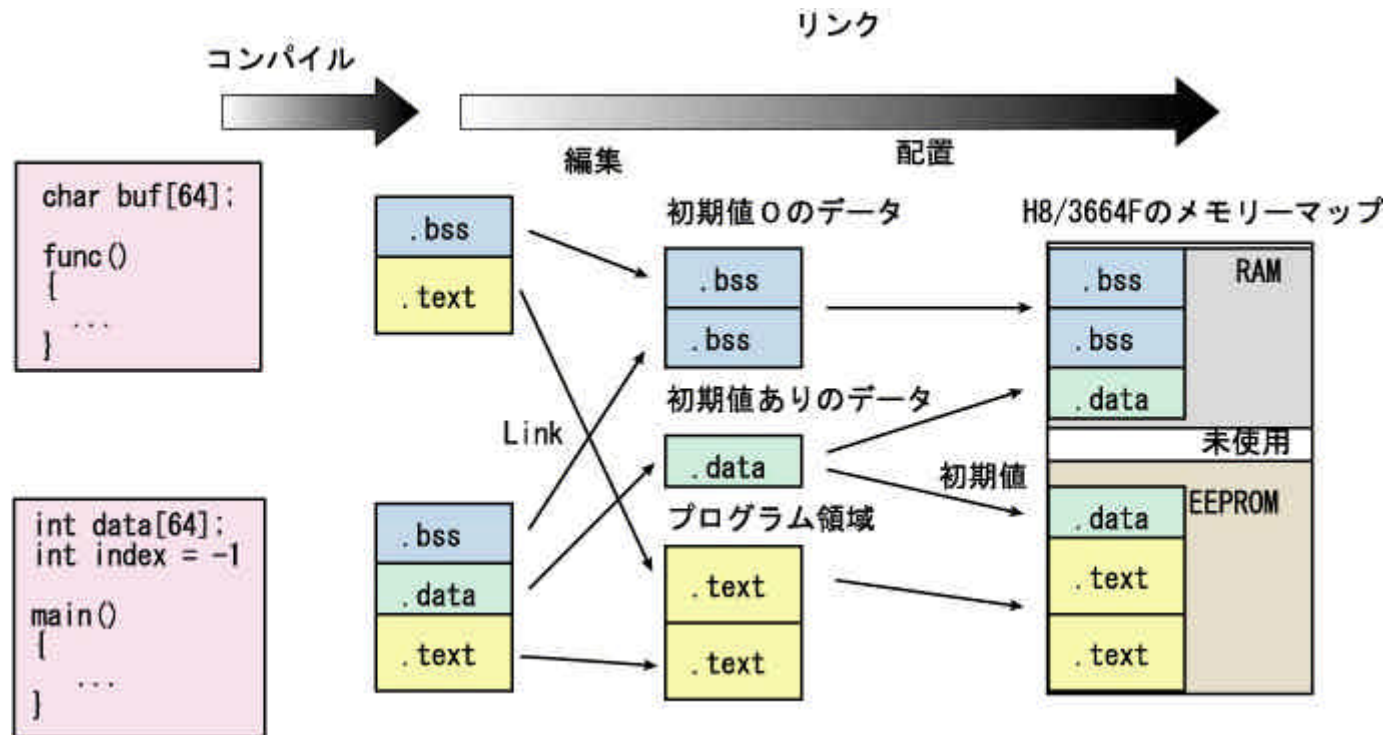 リンク
コンパイル
編集
配置
char buf[64];
func()
{
...
}
int data[64];
int index = -1
main()
{
...
}
.bss
.text
.bss
.data
.text
Link
初期値0のデータ
.bss
.bss
初期値ありのデータ
.data
プログラム領域
.text
.text
初期値
H8/3664Fのメモリーマップ
RAM
.bss
.bss
.data
未使用
EEPROM
.data
.text
.text